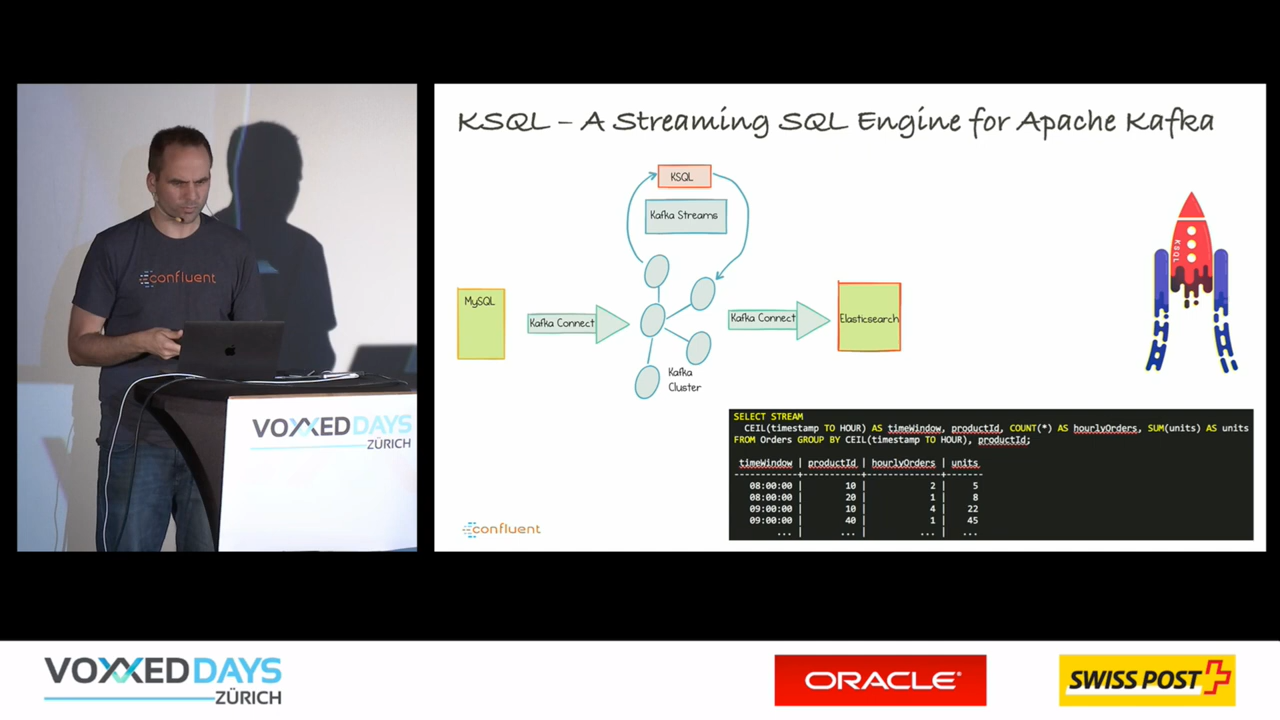 confluent
VOXXED DAYS
ZÜRICH
KSQL – A Streaming SQL Engine for Apache Kafka
KSQL
Kafka Streams
MySQL
Kafka Connect
Kafka Connect
Elasticsearch
Kafka
Cluster
KSQL
SELECT STREAM
CEIL(timestamp TO HOUR) AS timeWindow, productId, COUNT(*) AS hourlyOrders, SUM(units) AS units
FROM Orders GROUP BY CEIL(timestamp TO HOUR), productId;
timeWindow | productId | hourlyOrders | units
------------+-----------+--------------+-------
08:00:00 | 10 | 2 | 5
08:00:00 | 20 | 1 | 8
09:00:00 | 10 | 4 | 22
09:00:00 | 40 | 1 | 45
... | ... | ... | ...
confluent
VOXXED DAYS
ZÜRICH
ORACLE®
SWISS POST